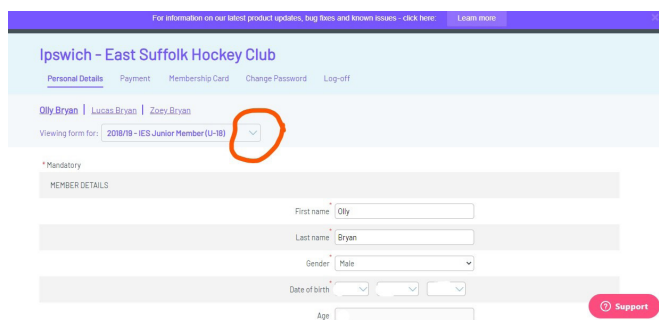 For information on our latest product updates, bug fixes and known issues - click here: Learn more
Ipswich - East Suffolk Hockey Club
Personal Details Payment Membership Card Change Password Log-off
Olly Bryan | Lucas Bryan | Zoey Bryan
Viewing form for: 2018/19 - IES Junior Member (U-18)
* Mandatory
MEMBER DETAILS
First name * Olly
Last name * Bryan
Gender * Male
Date of birth *
Age
Support